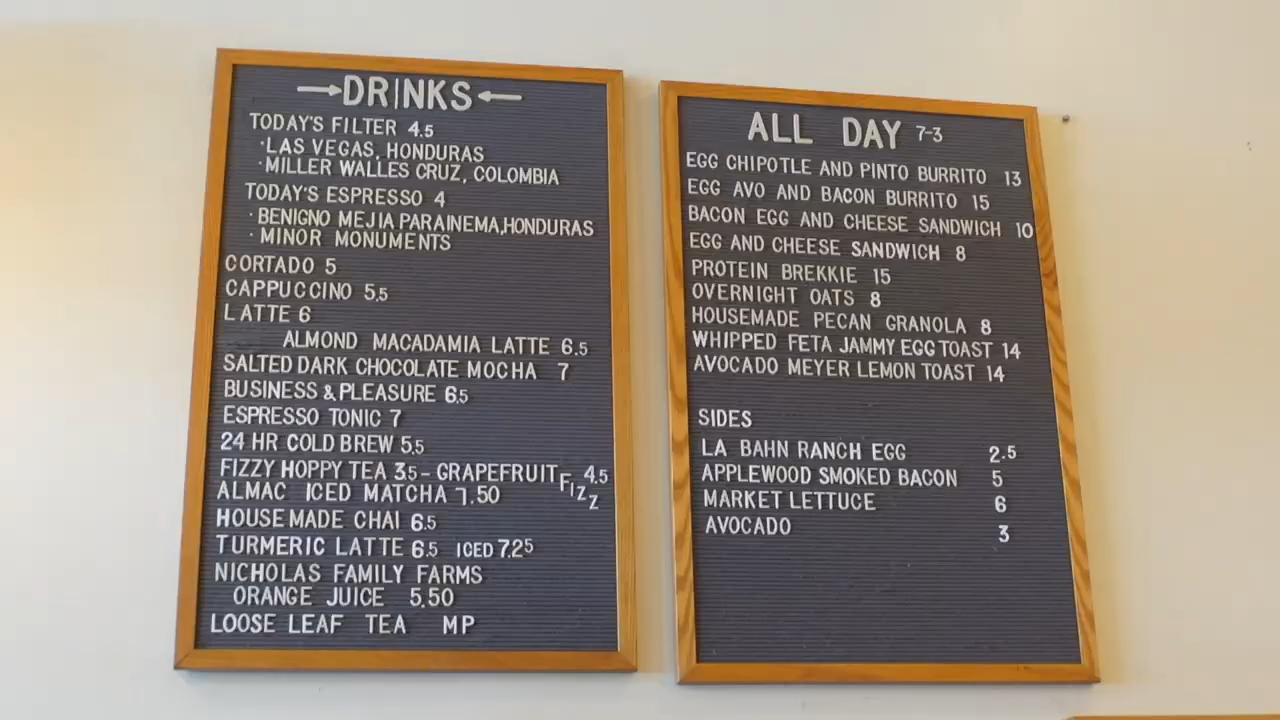 →DRINKS←
TODAY'S FILTER 4.5
·LAS VEGAS, HONDURAS
·MILLER WALLES CRUZ, COLOMBIA
TODAY'S ESPRESSO 4
·BENIGNO MEJIA PARAINEMA,HONDURAS
·MINOR MONUMENTS
CORTADO 5
CAPPUCCINO 5.5
LATTE 6
ALMOND MACADAMIA LATTE 6.5
SALTED DARK CHOCOLATE MOCHA 7
BUSINESS & PLEASURE 6.5
ESPRESSO TONIC 7
24 HR COLD BREW 5.5
FIZZY HOPPY TEA 3.5 - GRAPEFRUIT FIZZ 4.5
ALMAC ICED MATCHA 7.50
HOUSEMADE CHAI 6.5
TURMERIC LATTE 6.5 ICED 7.25
NICHOLAS FAMILY FARMS
ORANGE JUICE 5.50
LOOSE LEAF TEA MP
ALL DAY 7-3
EGG CHIPOTLE AND PINTO BURRITO 13
EGG AVO AND BACON BURRITO 15
BACON EGG AND CHEESE SANDWICH 10
EGG AND CHEESE SANDWICH 8
PROTEIN BREKKIE 15
OVERNIGHT OATS 8
HOUSEMADE PECAN GRANOLA 8
WHIPPED FETA JAMMY EGG TOAST 14
AVOCADO MEYER LEMON TOAST 14
SIDES
LA BAHN RANCH EGG 2.5
APPLEWOOD SMOKED BACON 5
MARKET LETTUCE 6
AVOCADO 3